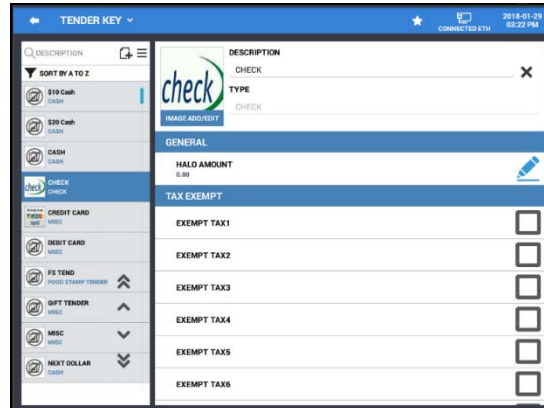 TENDER KEY
CONNECTED ETH
2018-01-29
03:22 PM
DESCRIPTION
SORT BY A TO Z
$10 Cash
CASH
$20 Cash
CASH
CASH
CASH
check
CHECK
CHECK
CREDIT CARD
MISC
DEBIT CARD
MISC
FS TEND
FOOD STAMP TENDER
GIFT TENDER
MISC
MISC
MISC
NEXT DOLLAR
CASH
check
IMAGE ADD/EDIT
DESCRIPTION
CHECK
TYPE
CHECK
GENERAL
HALO AMOUNT
0.00
TAX EXEMPT
EXEMPT TAX1
EXEMPT TAX2
EXEMPT TAX3
EXEMPT TAX4
EXEMPT TAX5
EXEMPT TAX6